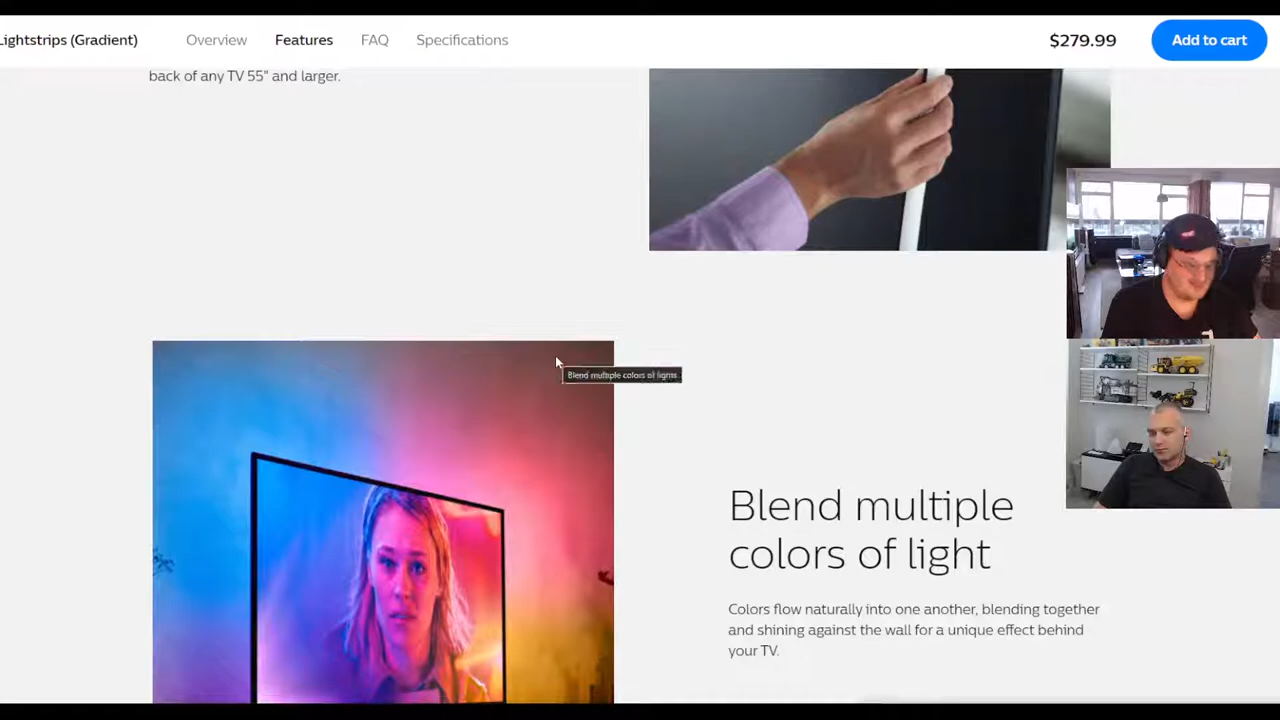 Lightstrips (Gradient) Overview Features FAQ Specifications $279.99 Add to cart
back of any TV 55" and larger.
Blend multiple colors of lights
Blend multiple
colors of light
Colors flow naturally into one another, blending together
and shining against the wall for a unique effect behind
your TV.